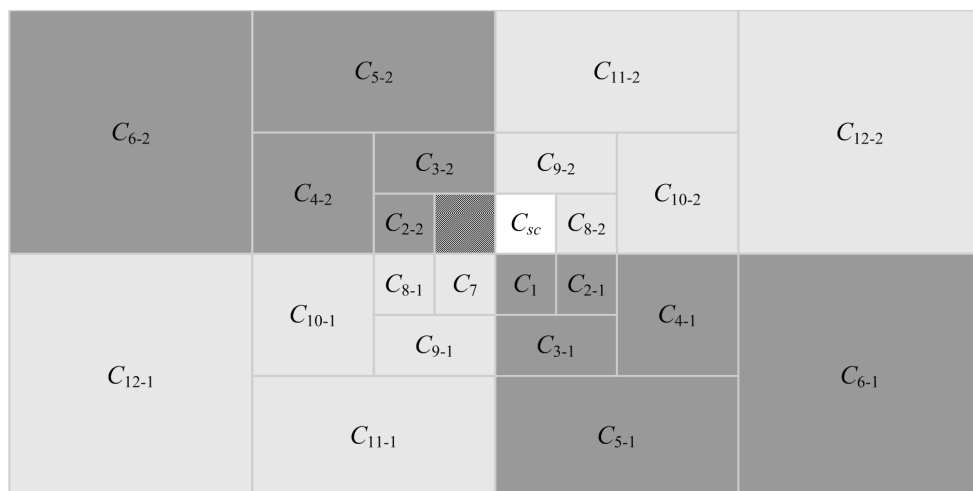 C5-2 C11-2
C6-2 C12-2
C3-2 C9-2
C4-2 C10-2
C2-2 Csc C8-2
C8-1 C7 C1 C2-1
C10-1 C4-1
C9-1 C3-1
C12-1 C6-1
C11-1 C5-1